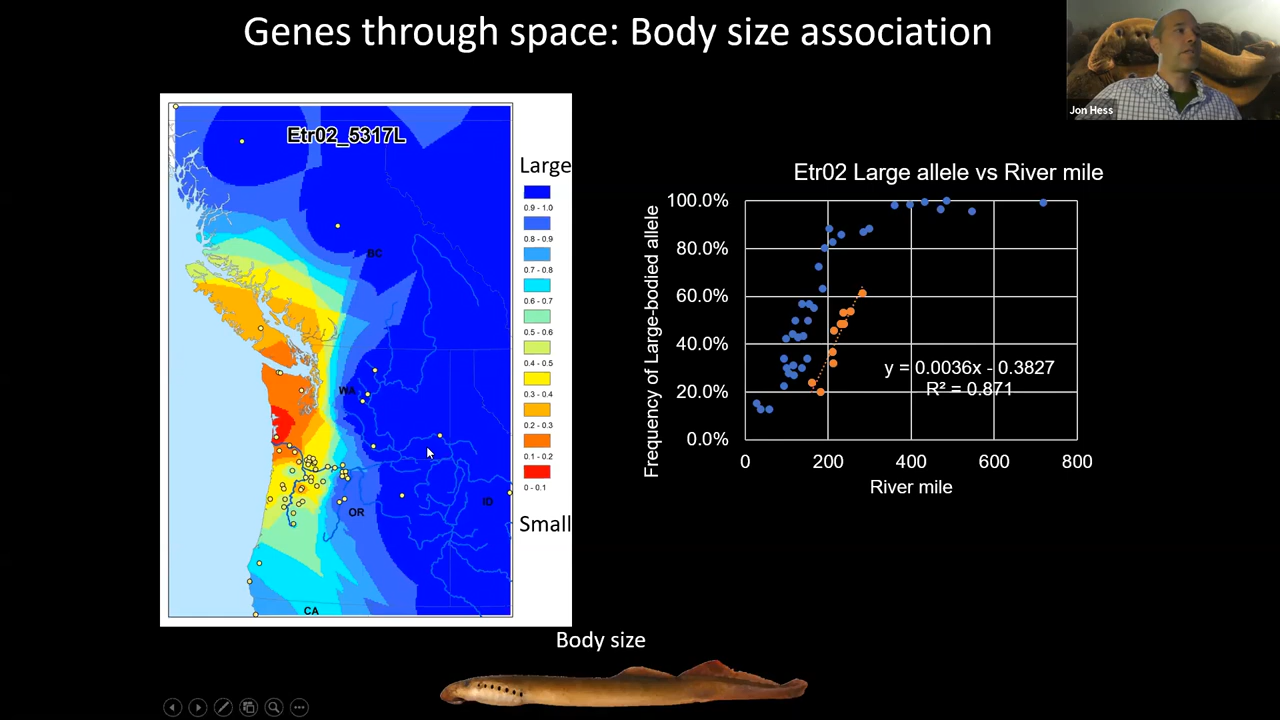 Genes through space: Body size association
Jon Hess
Etr02_5317L
BC
WA
OR
ID
CA
Large
0.9 - 1.0
0.8 - 0.9
0.7 - 0.8
0.6 - 0.7
0.5 - 0.6
0.4 - 0.5
0.3 - 0.4
0.2 - 0.3
0.1 - 0.2
0 - 0.1
Small
Etr02 Large allele vs River mile
Frequency of Large-bodied allele
100.0%
80.0%
60.0%
40.0%
20.0%
0.0%
y = 0.0036x - 0.3827
R² = 0.871
0 200 400 600 800
River mile
Body size